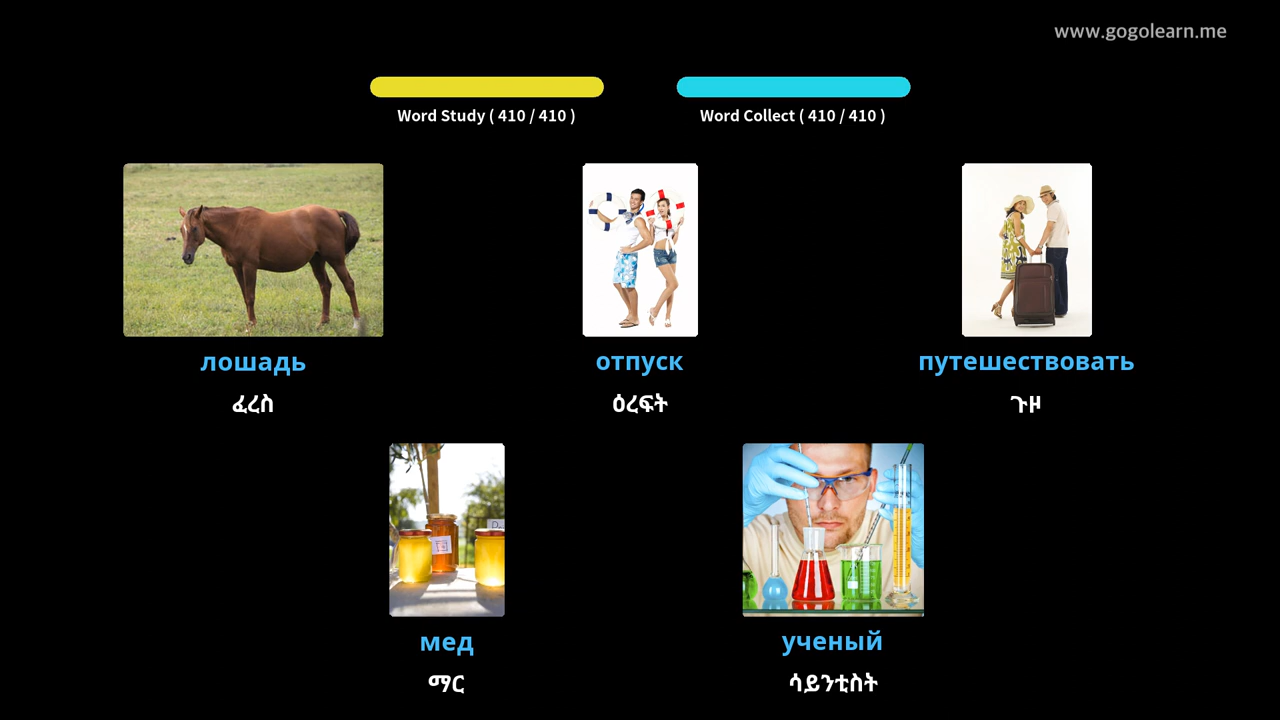 www.gogolearn.me
Word Study ( 410 / 410 )
Word Collect ( 410 / 410 )
лошадь
ፈረስ
отпуск
ዕረፍት
путешествовать
ጉዞ
мед
ማር
ученый
ሳይንቲስት